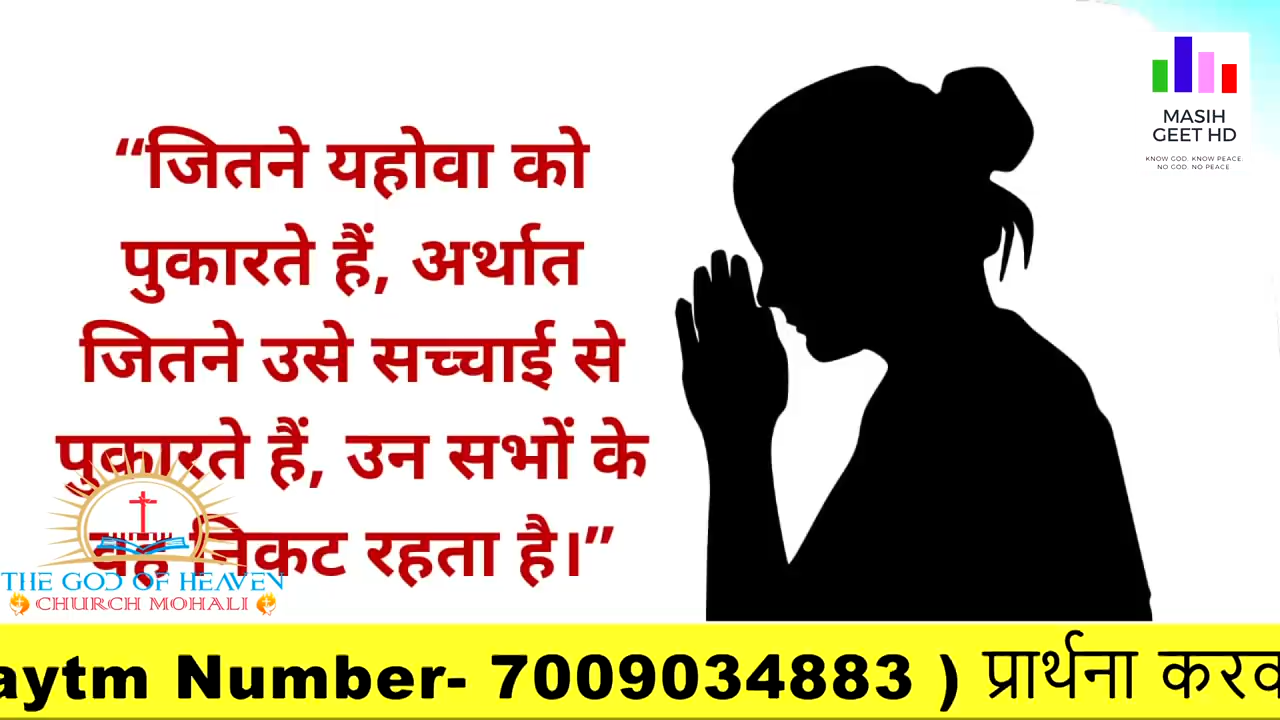 “जितने यहोवा को
पुकारते हैं, अर्थात
जितने उसे सच्चाई से
पुकारते हैं, उन सभों के
वह निकट रहता है।”
MASIH
GEET HD
KNOW GOD. KNOW PEACE.
NO GOD. NO PEACE
THE GOD OF HEAVEN
CHURCH MOHALI
aytm Number- 7009034883 ) प्रार्थना करव